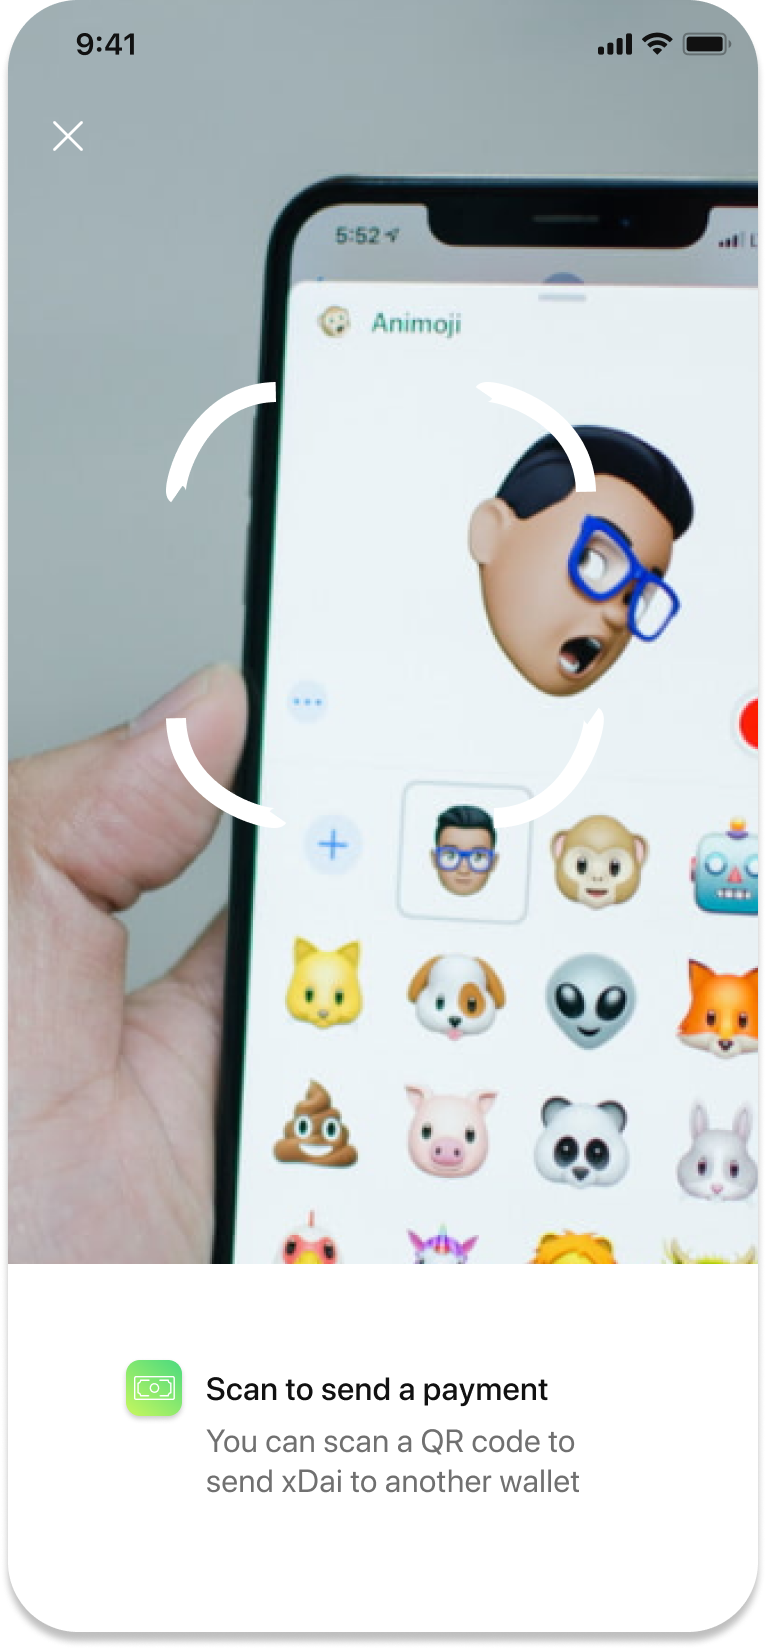 9:41
5:52
Animoji
Scan to send a payment
You can scan a QR code to
send xDai to another wallet